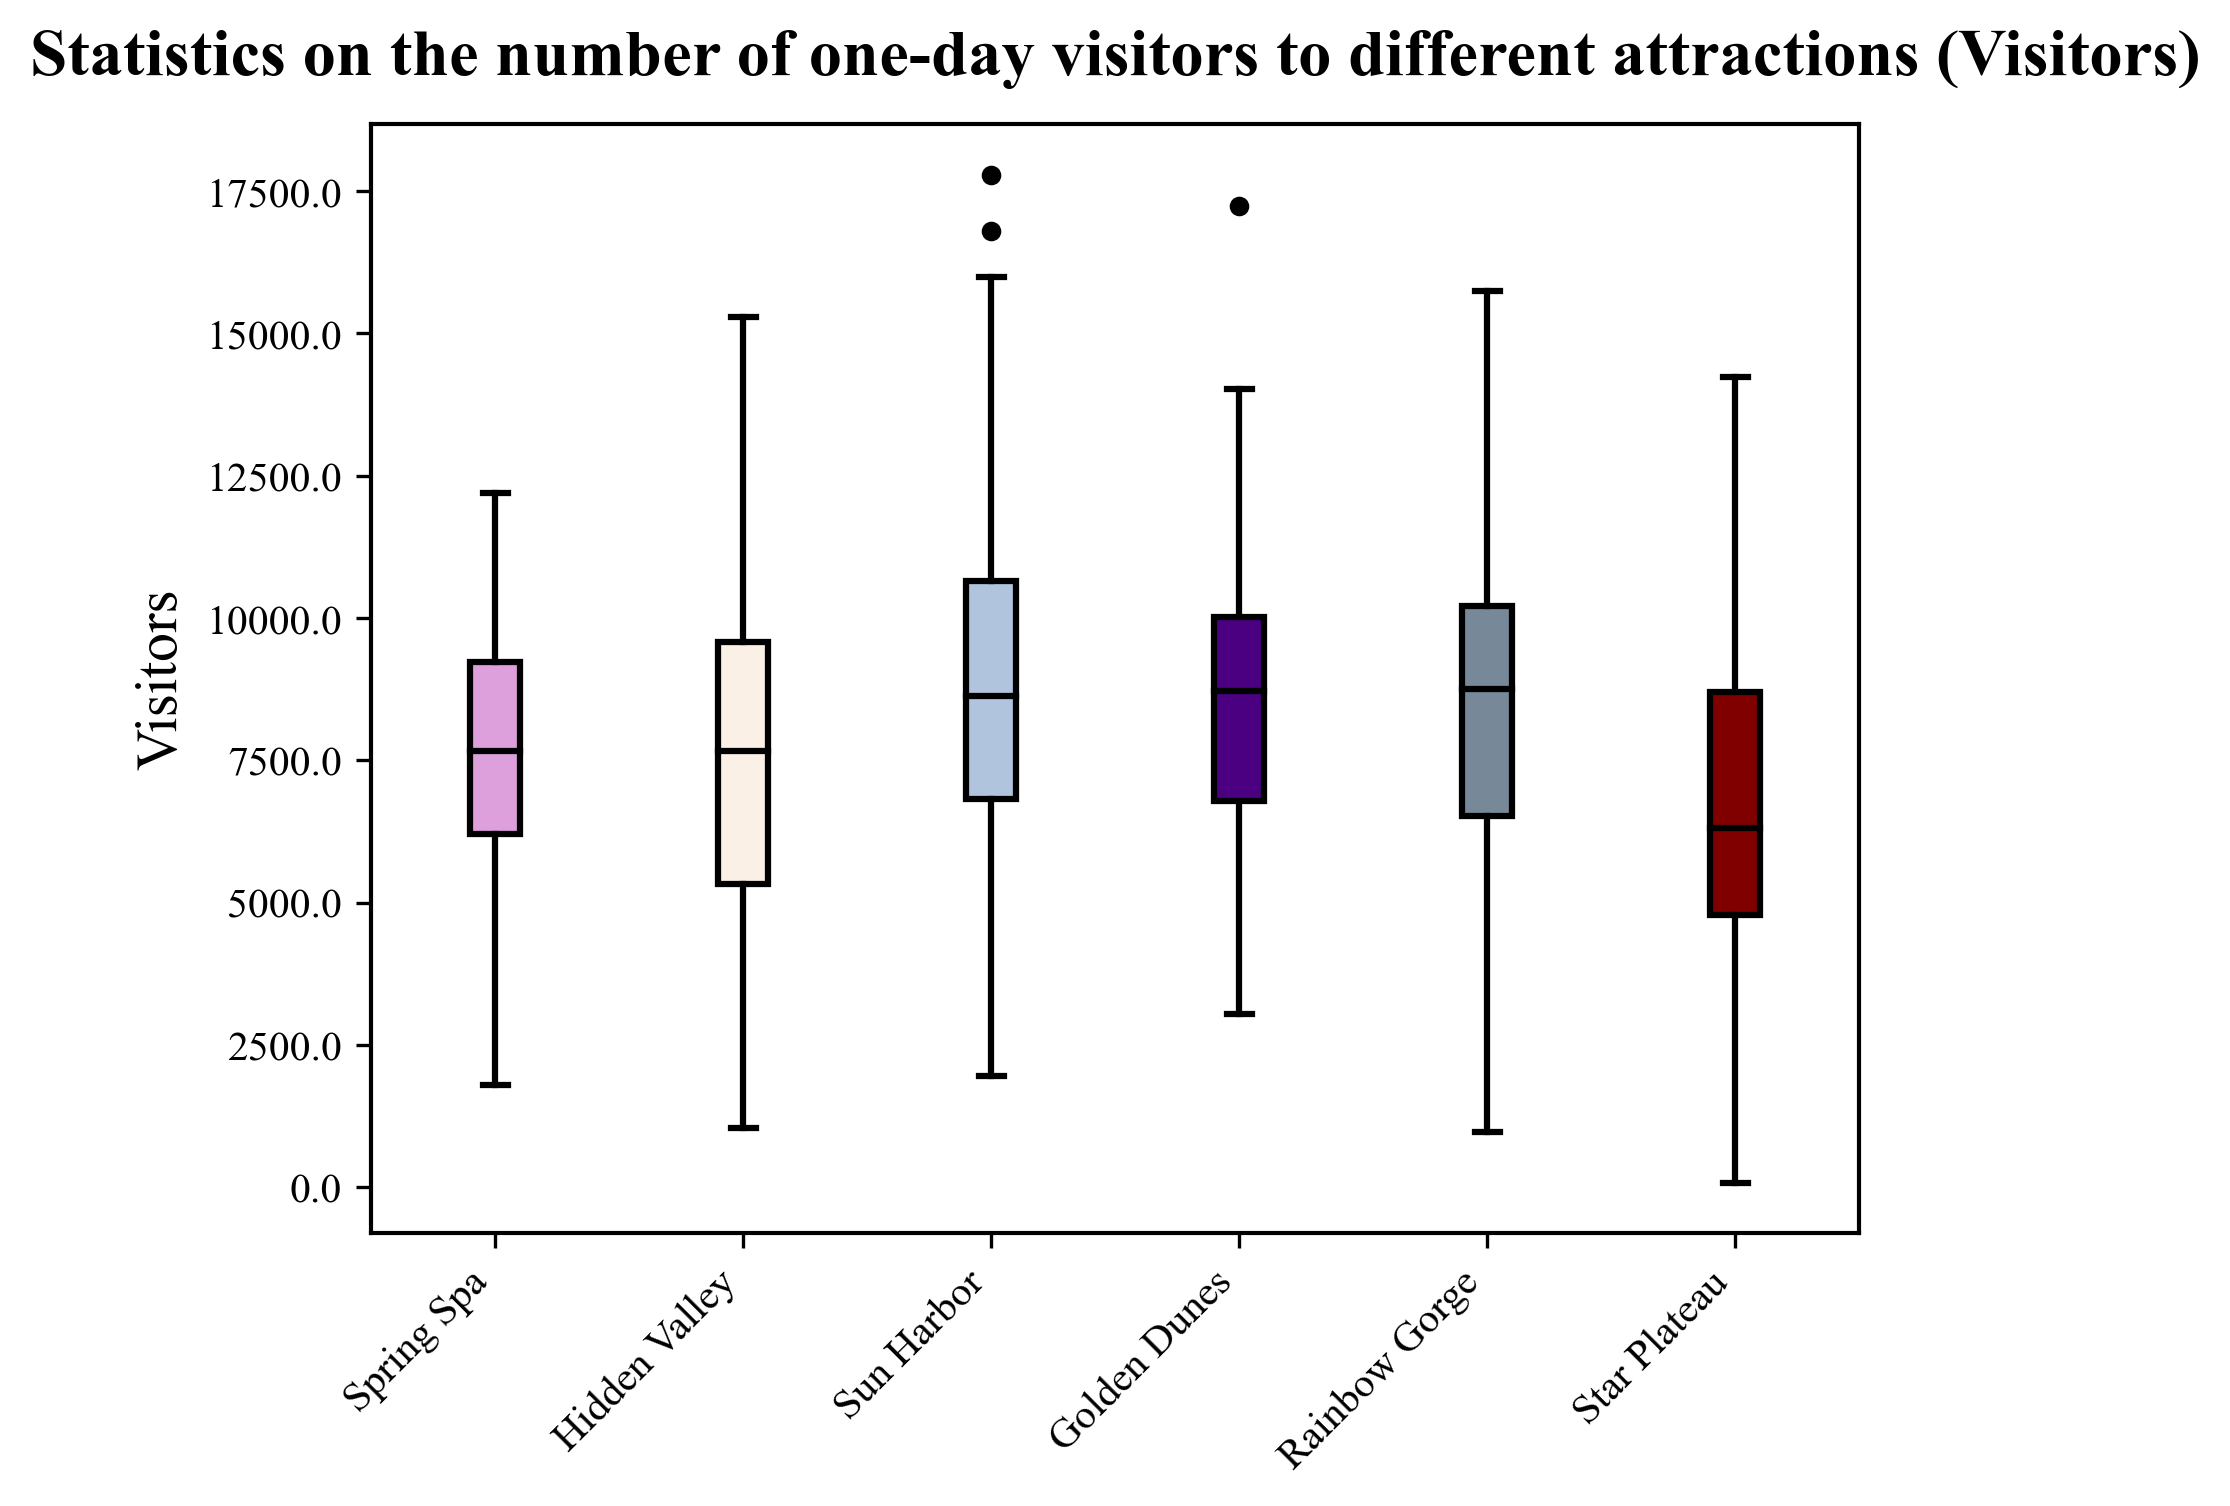 Statistics on the number of one-day visitors to different attractions (Visitors)
Visitors
17500.0
15000.0
12500.0
10000.0
7500.0
5000.0
2500.0
0.0
Spring Spa
Hidden Valley
Sun Harbor
Golden Dunes
Rainbow Gorge
Star Plateau